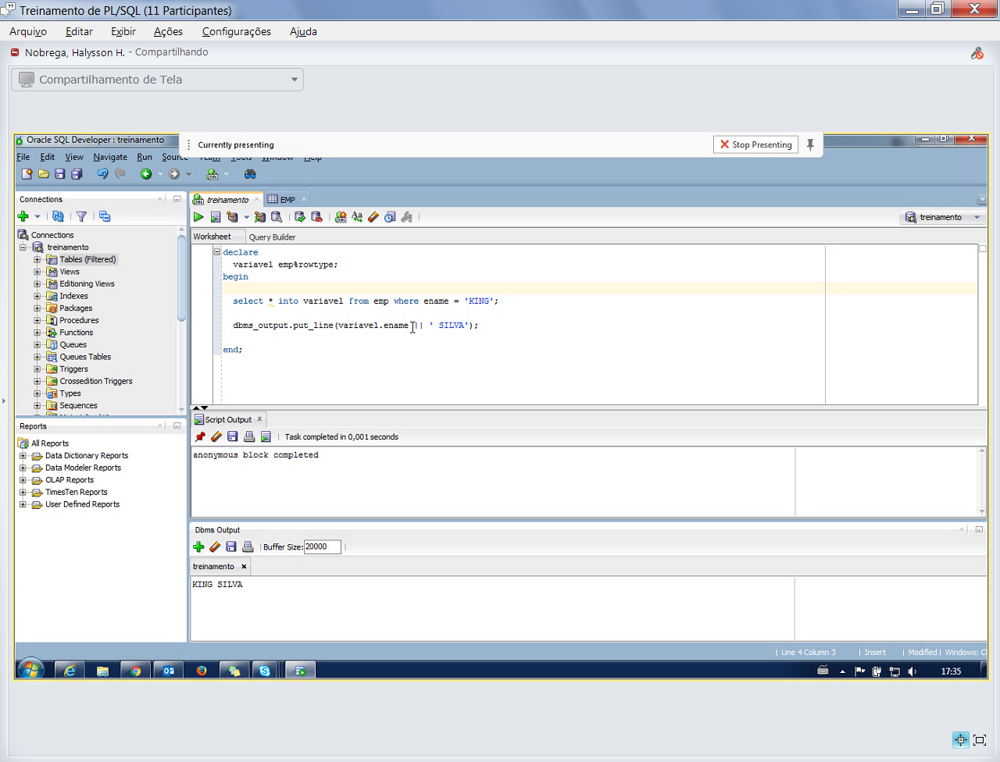 Treinamento de PL/SQL (11 Participantes)
Arquivo Editar Exibir Ações Configurações Ajuda
Nobrega, Halysson H. - Compartilhando
Compartilhamento de Tela
Oracle SQL Developer : treinamento
Currently presenting
Stop Presenting
File Edit View Navigate Run Source Team Tools Window Help
Connections
treinamento
EMP
treinamento
Worksheet Query Builder
Connections
treinamento
Tables (Filtered)
Views
Editioning Views
Indexes
Packages
Procedures
Functions
Queues
Queues Tables
Triggers
Crossedition Triggers
Types
Sequences
declare
variavel emp%rowtype;
begin
select * into variavel from emp where ename = 'KING';
dbms_output.put_line(variavel.ename || ' SILVA');
end;
Script Output
Task completed in 0,001 seconds
anonymous block completed
Reports
All Reports
Data Dictionary Reports
Data Modeler Reports
OLAP Reports
TimesTen Reports
User Defined Reports
Dbms Output
Buffer Size: 20000
treinamento
KING SILVA
Line 4 Column 3 | Insert | Modified | Windows: C
17:35